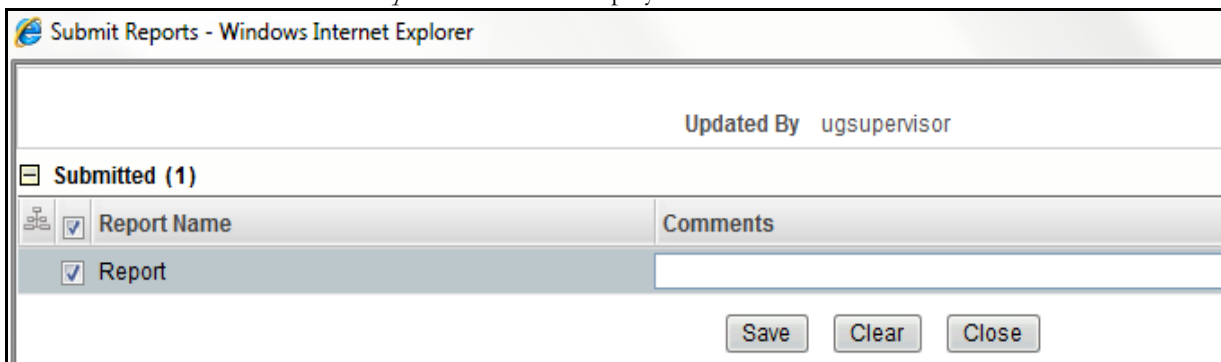 Submit Reports - Windows Internet Explorer
Updated By ugsupervisor
Submitted (1)
Report Name Comments
Report
Save Clear Close